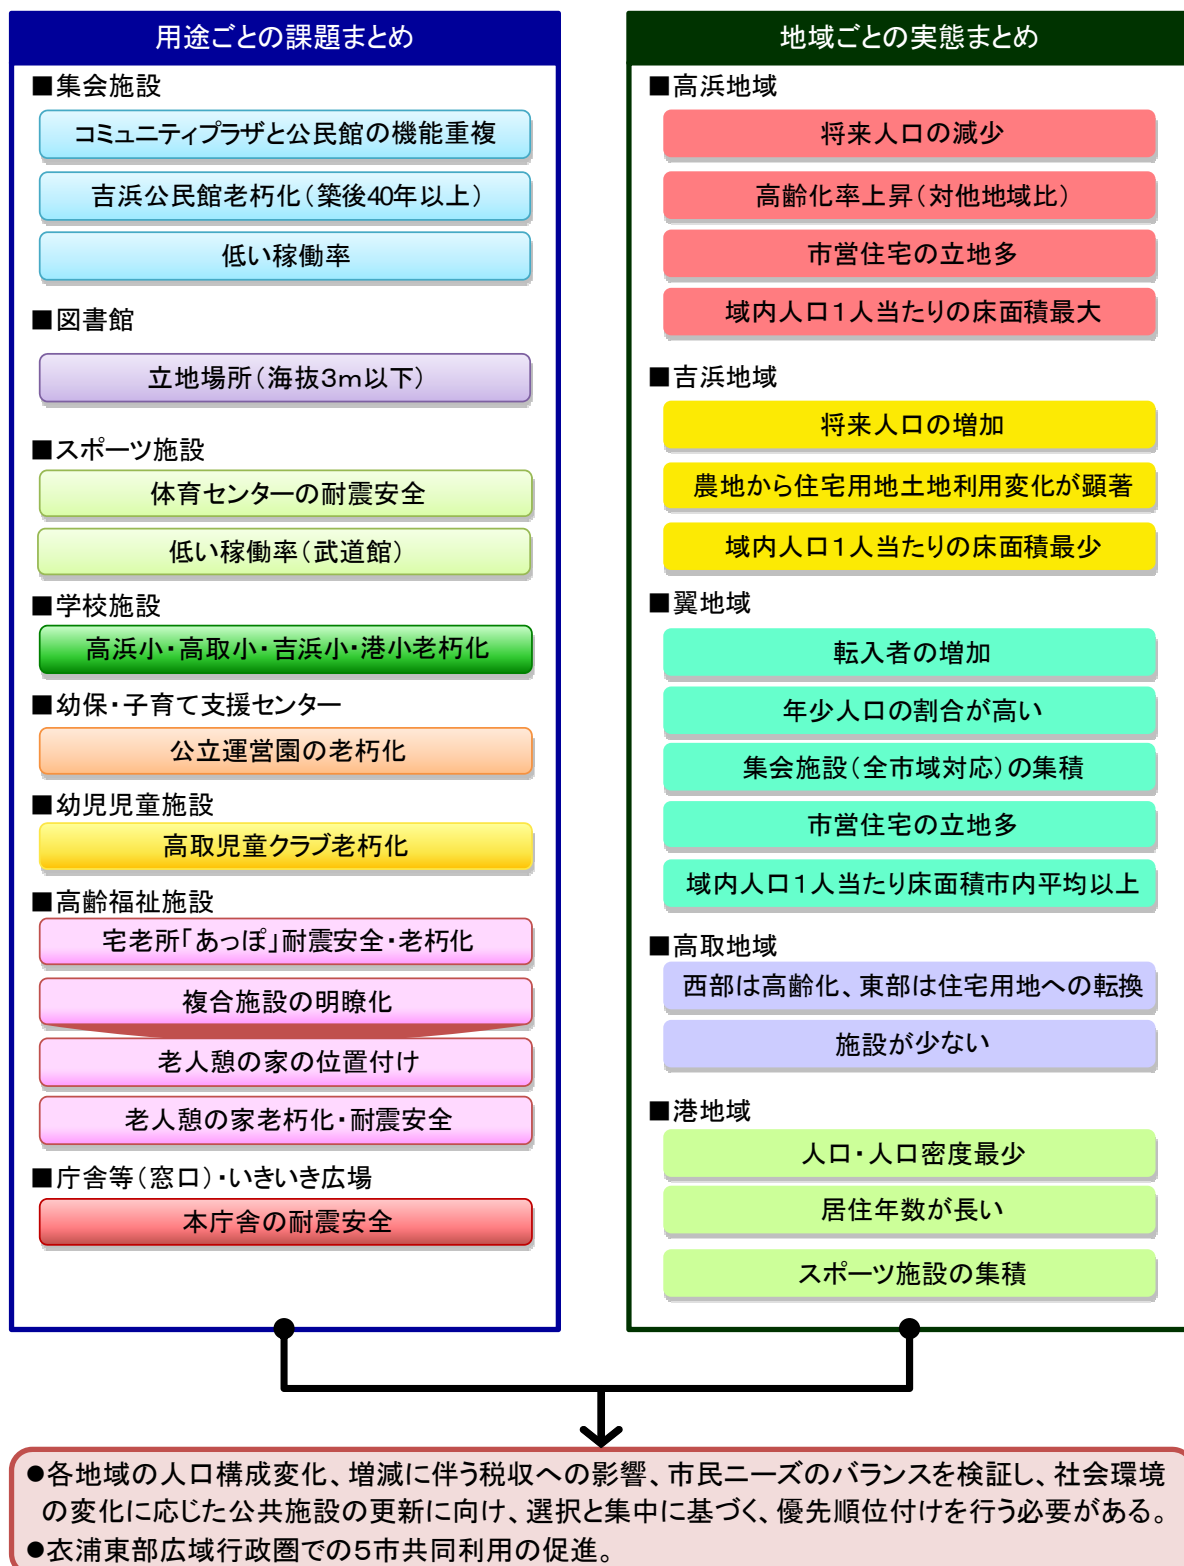 用途ごとの課題まとめ
■集会施設
コミュニティプラザと公民館の機能重複
吉浜公民館老朽化(築後40年以上)
低い稼働率
■図書館
立地場所(海抜3m以下)
■スポーツ施設
体育センターの耐震安全
低い稼働率(武道館)
■学校施設
高浜小・高取小・吉浜小・港小老朽化
■幼保・子育て支援センター
公立運営園の老朽化
■幼児児童施設
高取児童クラブ老朽化
■高齢福祉施設
宅老所「あっぽ」耐震安全・老朽化
複合施設の明瞭化
老人憩の家の位置付け
老人憩の家老朽化・耐震安全
■庁舎等(窓口)・いきいき広場
本庁舎の耐震安全
地域ごとの実態まとめ
■高浜地域
将来人口の減少
高齢化率上昇(対他地域比)
市営住宅の立地多
域内人口1人当たりの床面積最大
■吉浜地域
将来人口の増加
農地から住宅用地土地利用変化が顕著
域内人口1人当たりの床面積最少
■翼地域
転入者の増加
年少人口の割合が高い
集会施設(全市域対応)の集積
市営住宅の立地多
域内人口1人当たり床面積市内平均以上
■高取地域
西部は高齢化、東部は住宅用地への転換
施設が少ない
■港地域
人口・人口密度最少
居住年数が長い
スポーツ施設の集積
●各地域の人口構成変化、増減に伴う税収への影響、市民ニーズのバランスを検証し、社会環境
の変化に応じた公共施設の更新に向け、選択と集中に基づく、優先順位付けを行う必要がある。
●衣浦東部広域行政圏での5市共同利用の促進。